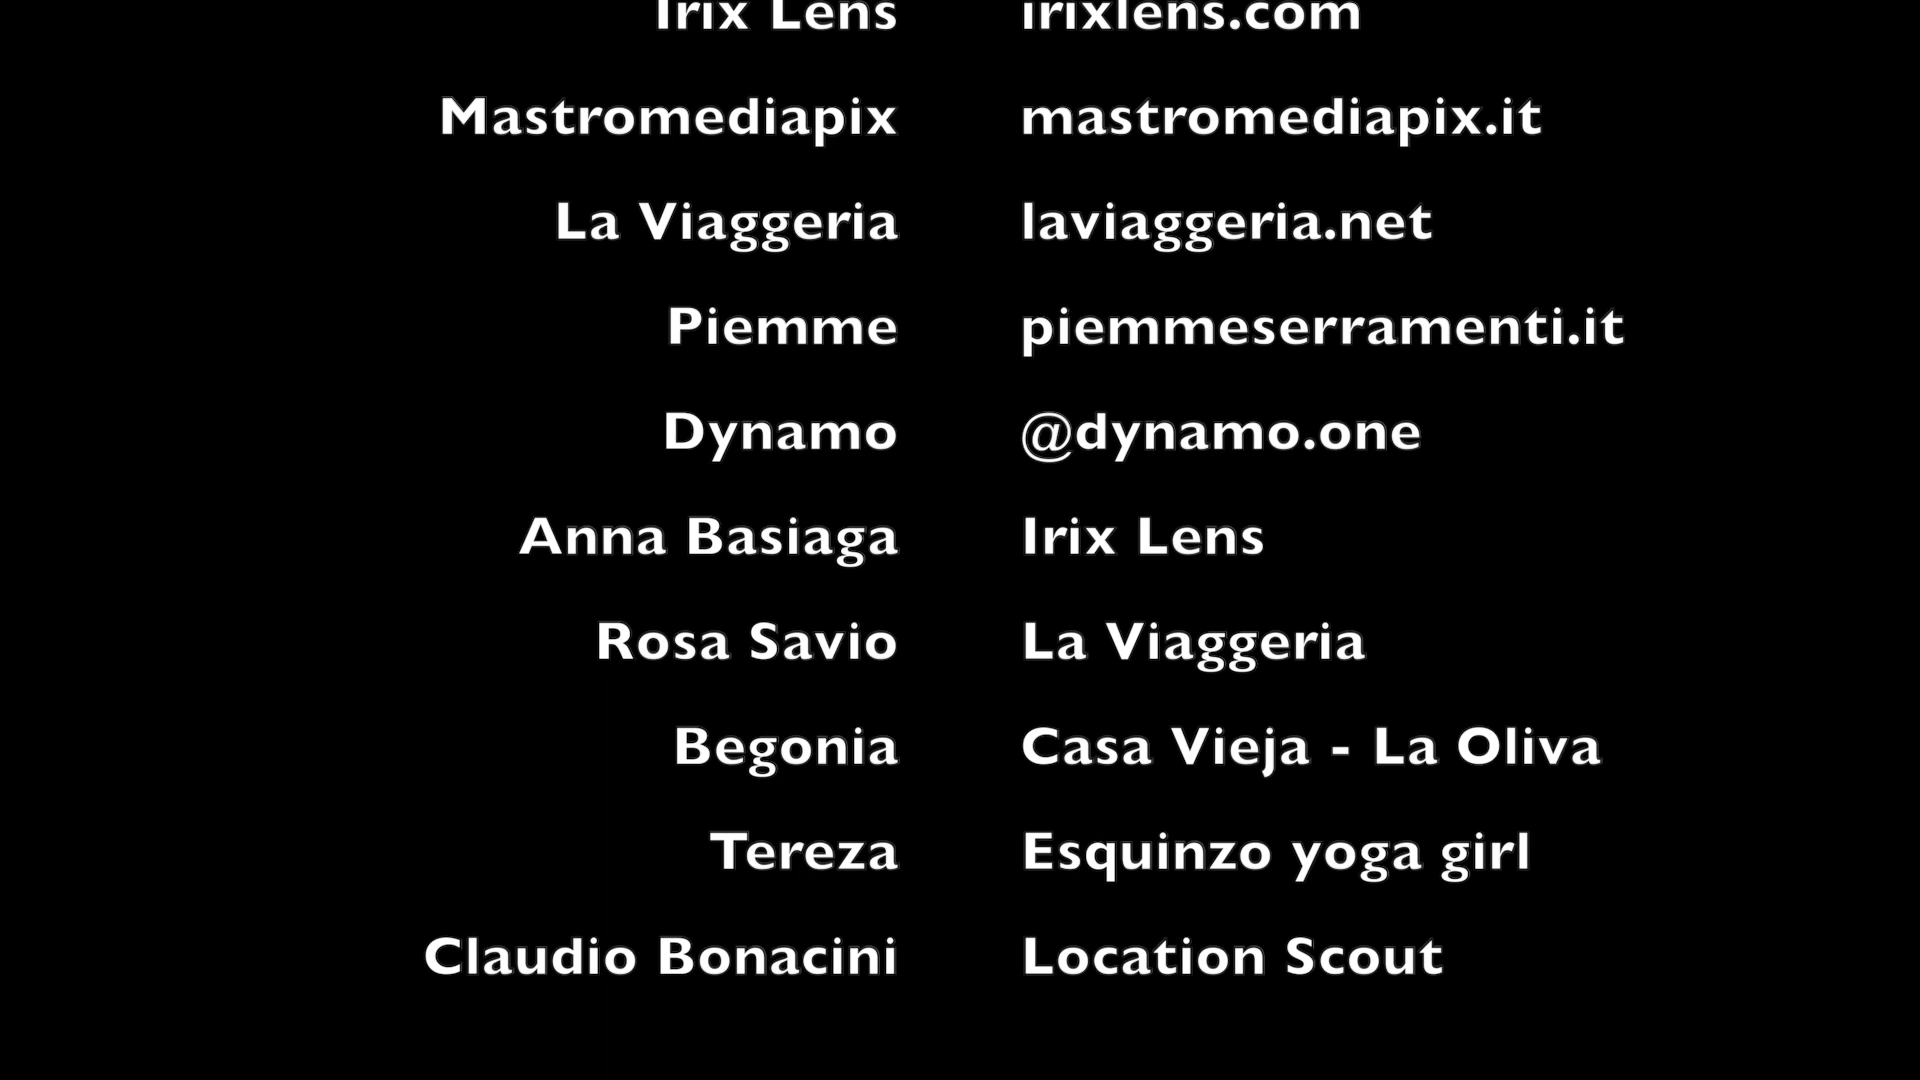 Irix Lens irixlens.com
Mastromediapix mastromediapix.it
La Viaggeria laviaggeria.net
Piemme piemmeserramenti.it
Dynamo @dynamo.one
Anna Basiaga Irix Lens
Rosa Savio La Viaggeria
Begonia Casa Vieja - La Oliva
Tereza Esquinzo yoga girl
Claudio Bonacini Location Scout